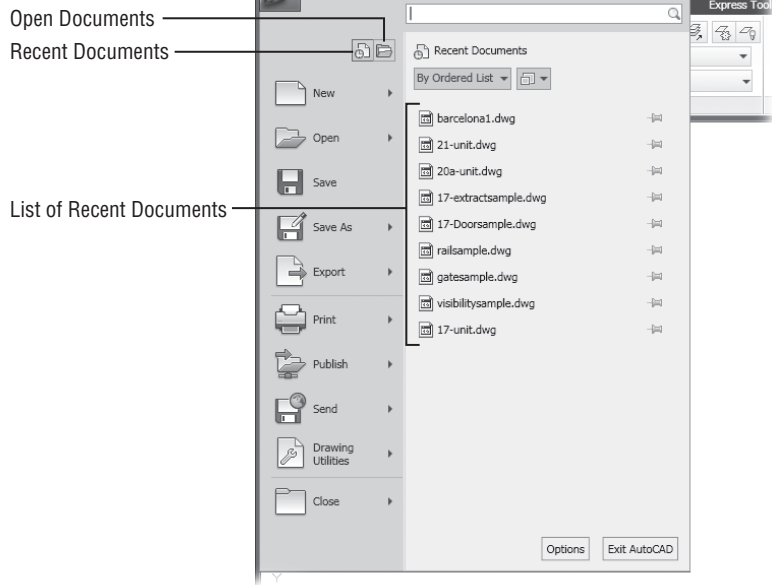 Express Tool
Open Documents
Recent Documents
Recent Documents
By Ordered List
New
barcelona1.dwg
Open
21-unit.dwg
20a-unit.dwg
Save
17-extractsample.dwg
List of Recent Documents
Save As
17-Doorsample.dwg
railsample.dwg
Export
gatesample.dwg
visibilitysample.dwg
Print
17-unit.dwg
Publish
Send
Drawing
Utilities
Close
Options
Exit AutoCAD
Y